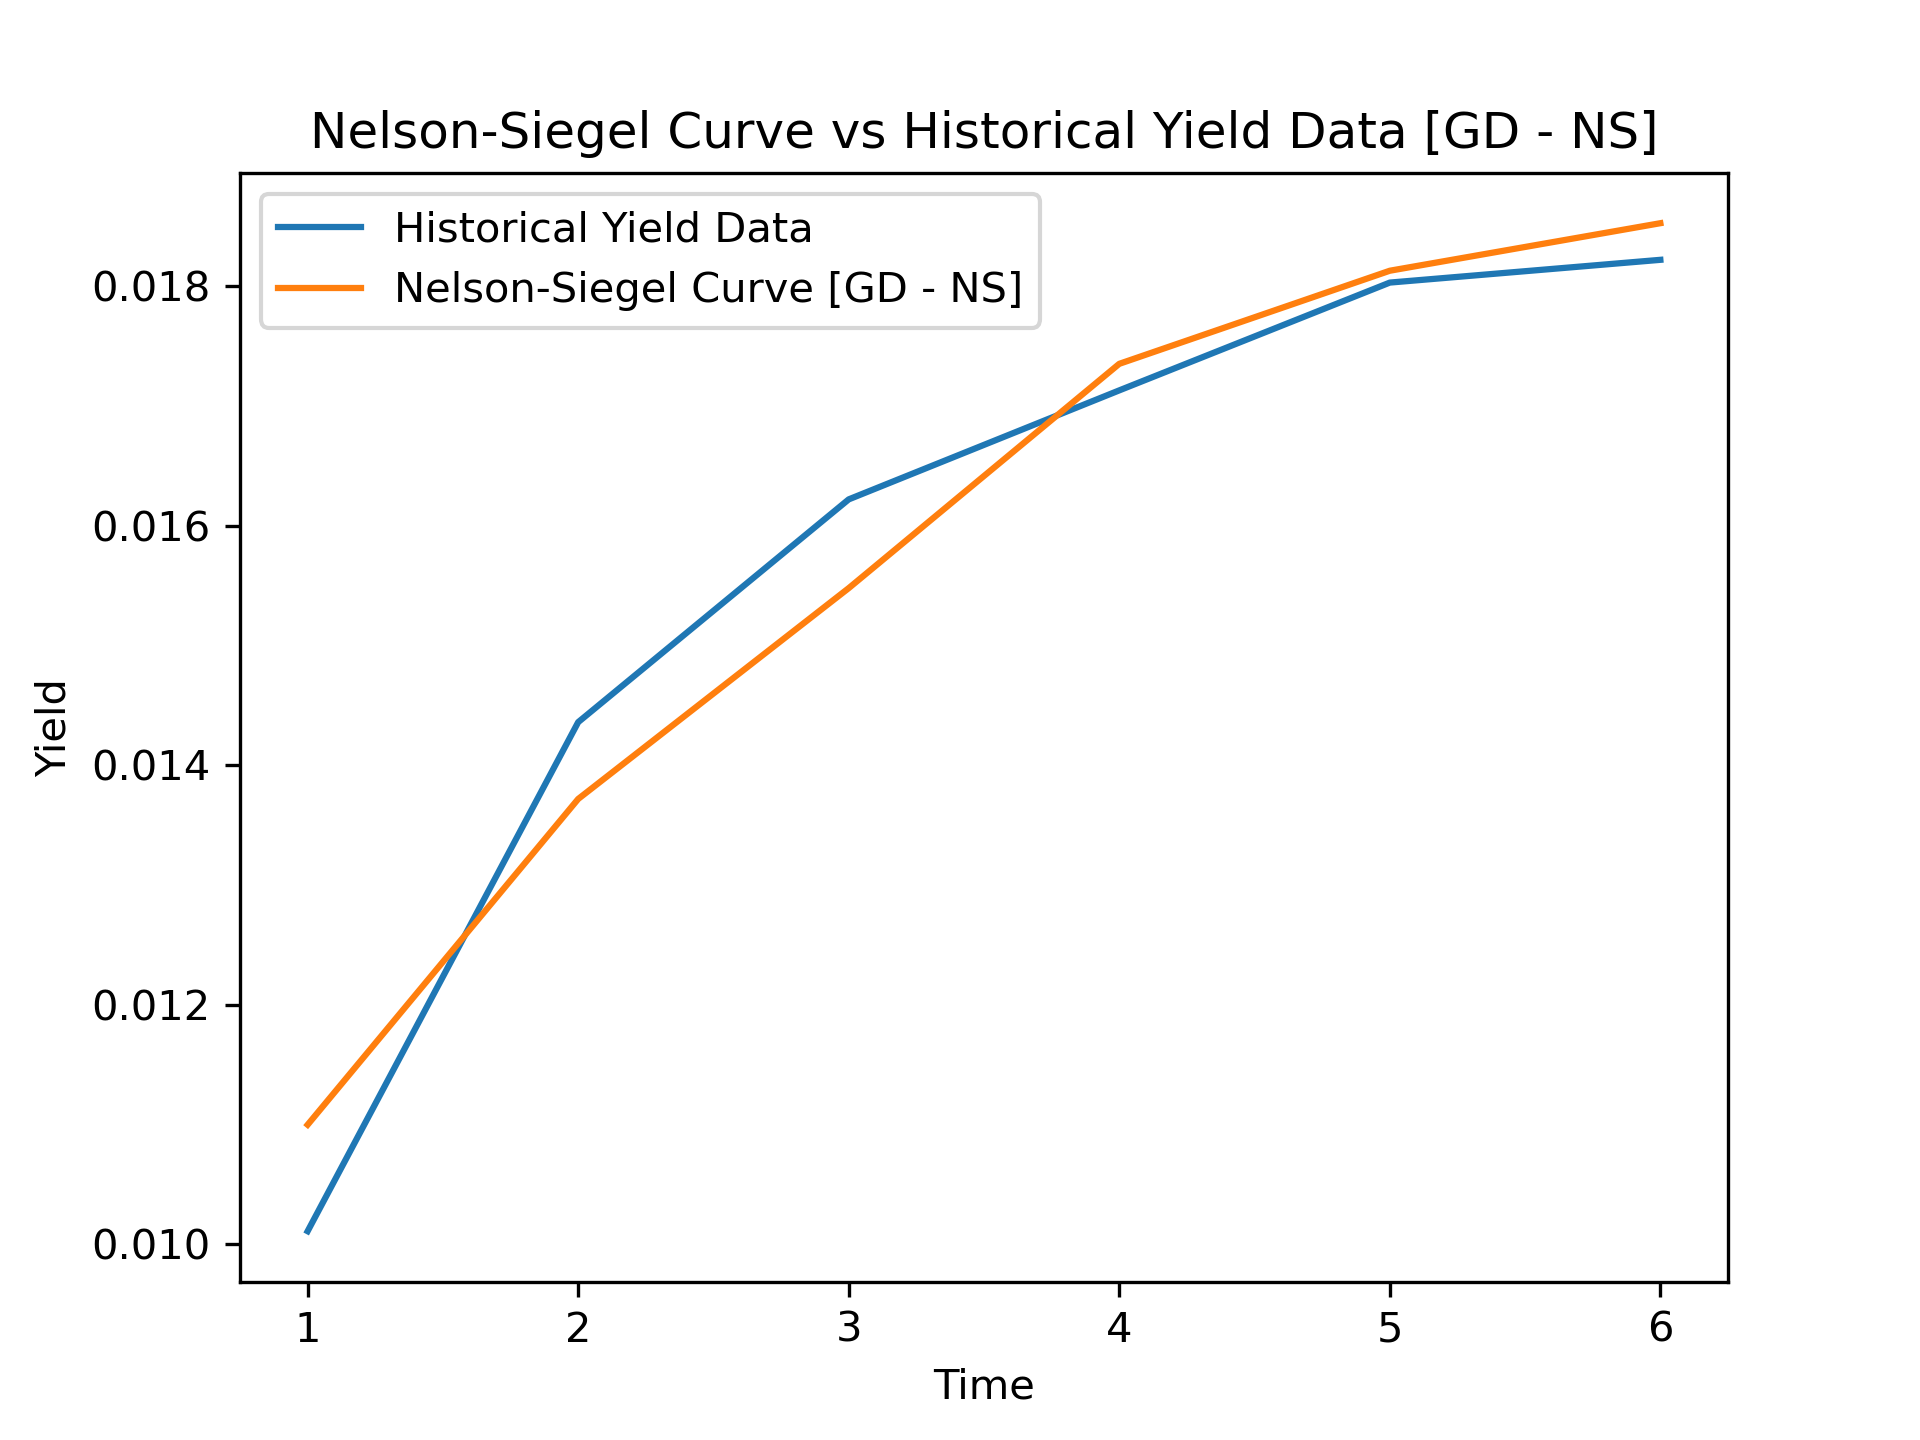 Nelson-Siegel Curve vs Historical Yield Data [GD - NS]
Historical Yield Data
Nelson-Siegel Curve [GD - NS]
0.018
0.016
0.014
0.012
0.010
Yield
1 2 3 4 5 6
Time